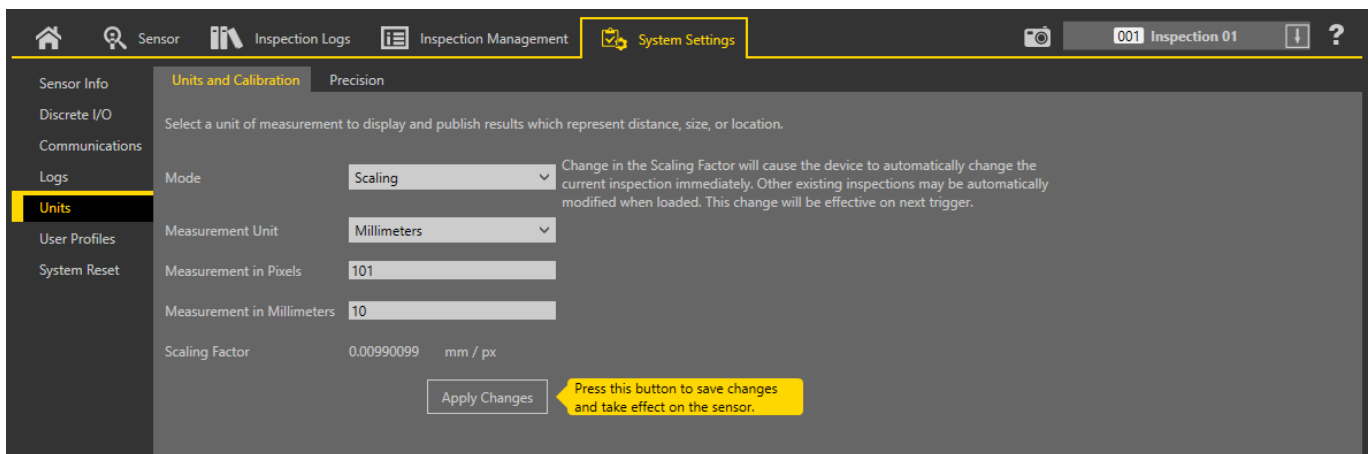 Sensor Inspection Logs Inspection Management System Settings 001 Inspection 01 ?
Sensor Info
Discrete I/O
Communications
Logs
Units
User Profiles
System Reset
Units and Calibration Precision
Select a unit of measurement to display and publish results which represent distance, size, or location.
Mode Scaling
Change in the Scaling Factor will cause the device to automatically change the
current inspection immediately. Other existing inspections may be automatically
modified when loaded. This change will be effective on next trigger.
Measurement Unit Millimeters
Measurement in Pixels 101
Measurement in Millimeters 10
Scaling Factor 0.00990099 mm / px
Apply Changes
Press this button to save changes
and take effect on the sensor.